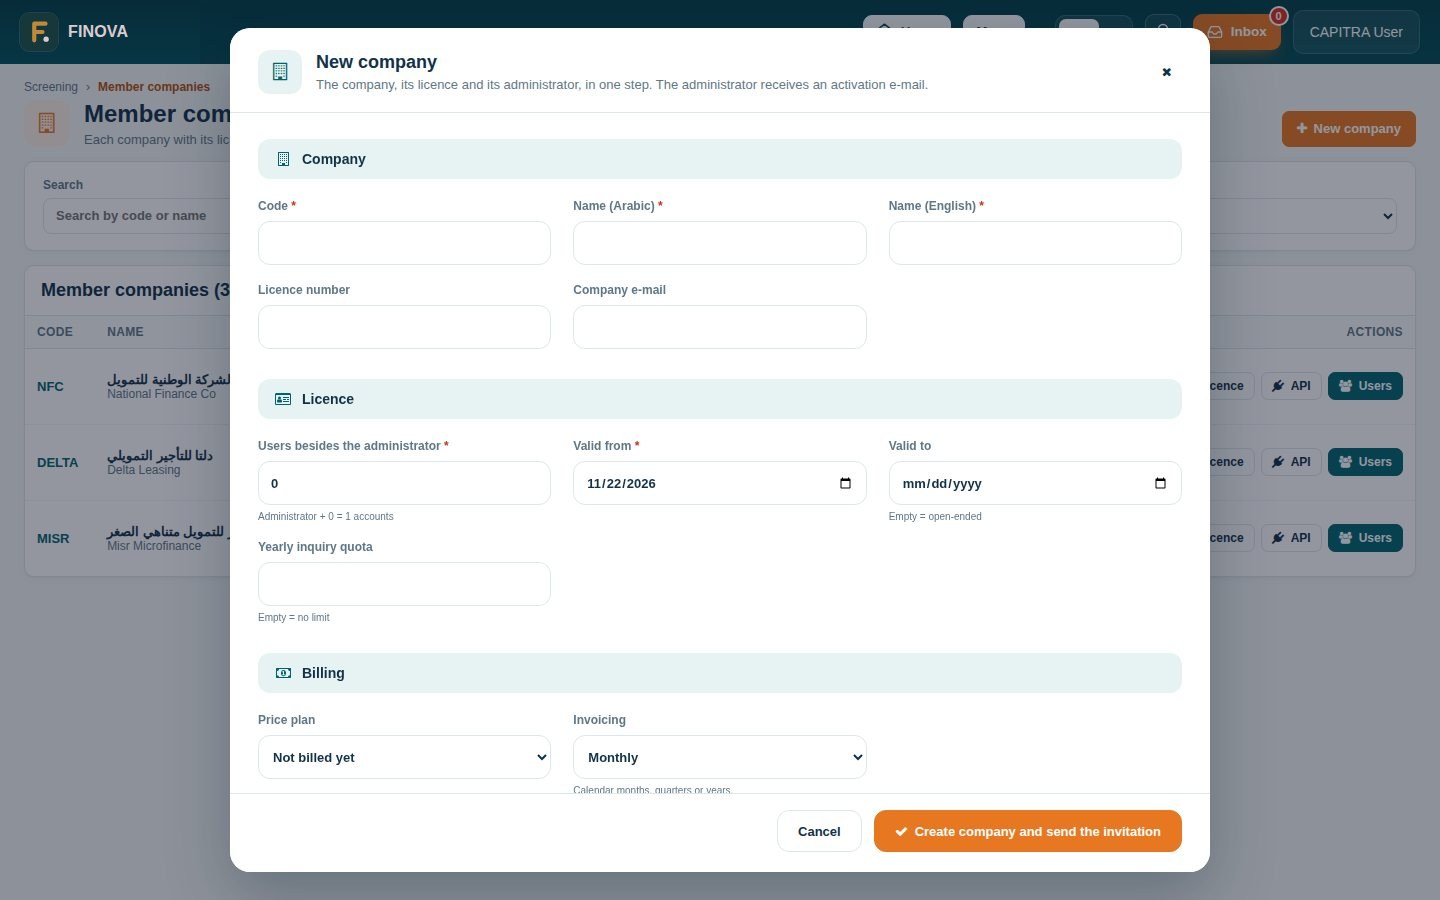 FINOVA
0
Inbox
CAPITRA User
Screening › Member companies
Member com
Each company with its lic
New company
Search
Search by code or name
Member companies (3
CODE NAME ACTIONS
NFC
الشركة الوطنية للتمويل
National Finance Co
cence API Users
DELTA
دلتا للتأجير التمويلي
Delta Leasing
cence API Users
MISR
للتمويل متناهي الصغر
Misr Microfinance
cence API Users
New company
The company, its licence and its administrator, in one step. The administrator receives an activation e-mail.
Company
Code * Name (Arabic) * Name (English) *
Licence number Company e-mail
Licence
Users besides the administrator * Valid from * Valid to
0 11/22/2026 mm/dd/yyyy
Administrator + 0 = 1 accounts Empty = open-ended
Yearly inquiry quota
Empty = no limit
Billing
Price plan Invoicing
Not billed yet Monthly
Calendar months, quarters or years.
Cancel Create company and send the invitation